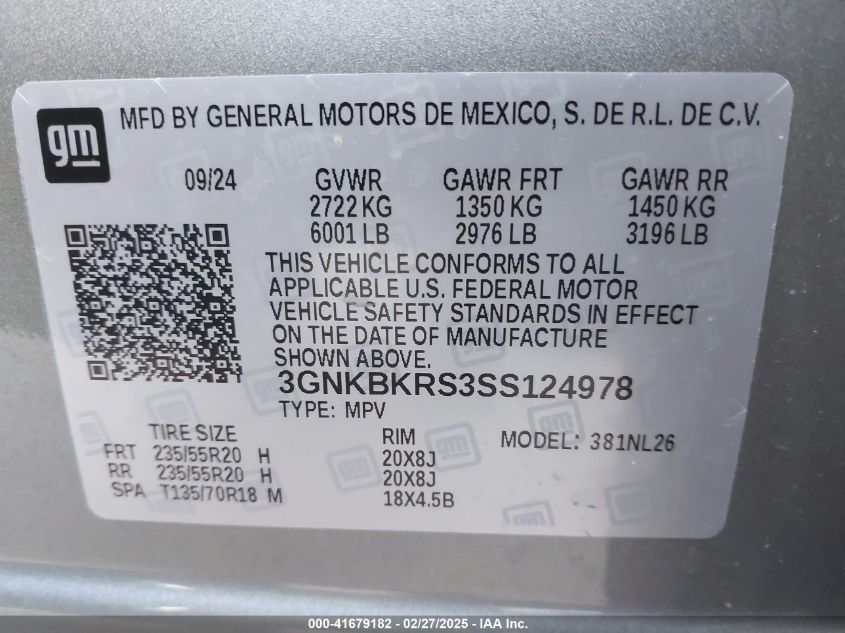 gm
MFD BY GENERAL MOTORS DE MEXICO, S. DE R.L. DE C.V.
09/24 GVWR GAWR FRT GAWR RR
2722 KG 1350 KG 1450 KG
6001 LB 2976 LB 3196 LB
THIS VEHICLE CONFORMS TO ALL
APPLICABLE U.S. FEDERAL MOTOR
VEHICLE SAFETY STANDARDS IN EFFECT
ON THE DATE OF MANUFACTURE
SHOWN ABOVE.
3GNKBKRS3SS124978
TYPE: MPV
TIRE SIZE RIM MODEL: 381NL26
FRT 235/55R20 H 20X8J
RR 235/55R20 H 20X8J
SPA T135/70R18 M 18X4.5B
000-41679182 - 02/27/2025 - IAA Inc.